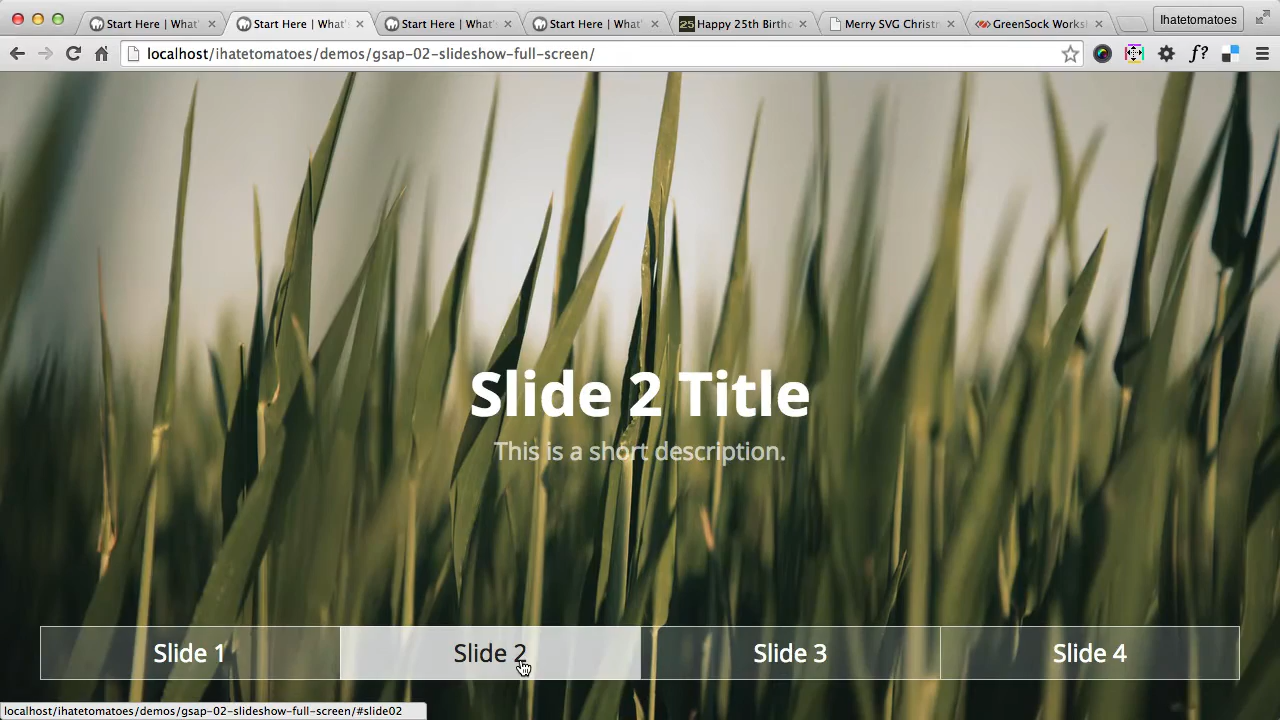 Start Here | What'
Start Here | What's
Start Here | What's
Start Here | What'
Happy 25th Birth
Merry SVG Christm
GreenSock Works
Ihatetomatoes
localhost/ihatetomatoes/demos/gsap-02-slideshow-full-screen/
f?
Slide 2 Title
This is a short description.
Slide 1
Slide 2
Slide 3
Slide 4
localhost/ihatetomatoes/demos/gsap-02-slideshow-full-screen/#slide02